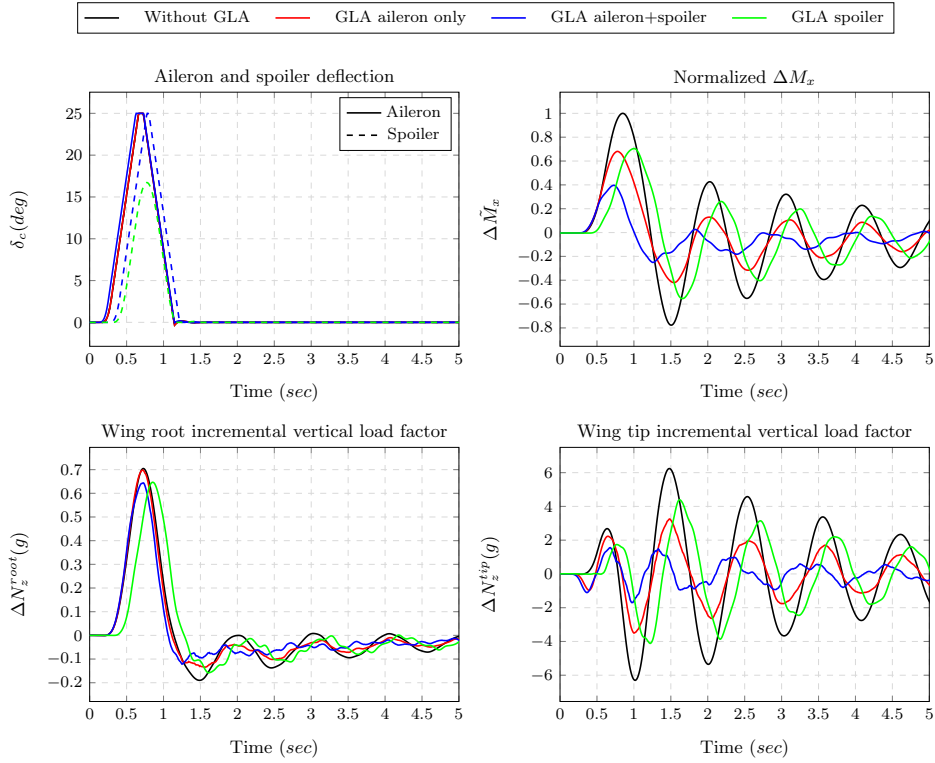 Without GLA GLA aileron only GLA aileron+spoiler GLA spoiler
Aileron and spoiler deflection
δc(deg)
25
20
15
10
5
0
Aileron
Spoiler
0 0.5 1 1.5 2 2.5 3 3.5 4 4.5 5
Time (sec)
Normalized ΔMx
ΔM̃x
1
0.8
0.6
0.4
0.2
0
−0.2
−0.4
−0.6
−0.8
0 0.5 1 1.5 2 2.5 3 3.5 4 4.5 5
Time (sec)
Wing root incremental vertical load factor
ΔNz^root(g)
0.7
0.6
0.5
0.4
0.3
0.2
0.1
0
−0.1
−0.2
0 0.5 1 1.5 2 2.5 3 3.5 4 4.5 5
Time (sec)
Wing tip incremental vertical load factor
ΔNz^tip(g)
6
4
2
0
−2
−4
−6
0 0.5 1 1.5 2 2.5 3 3.5 4 4.5 5
Time (sec)